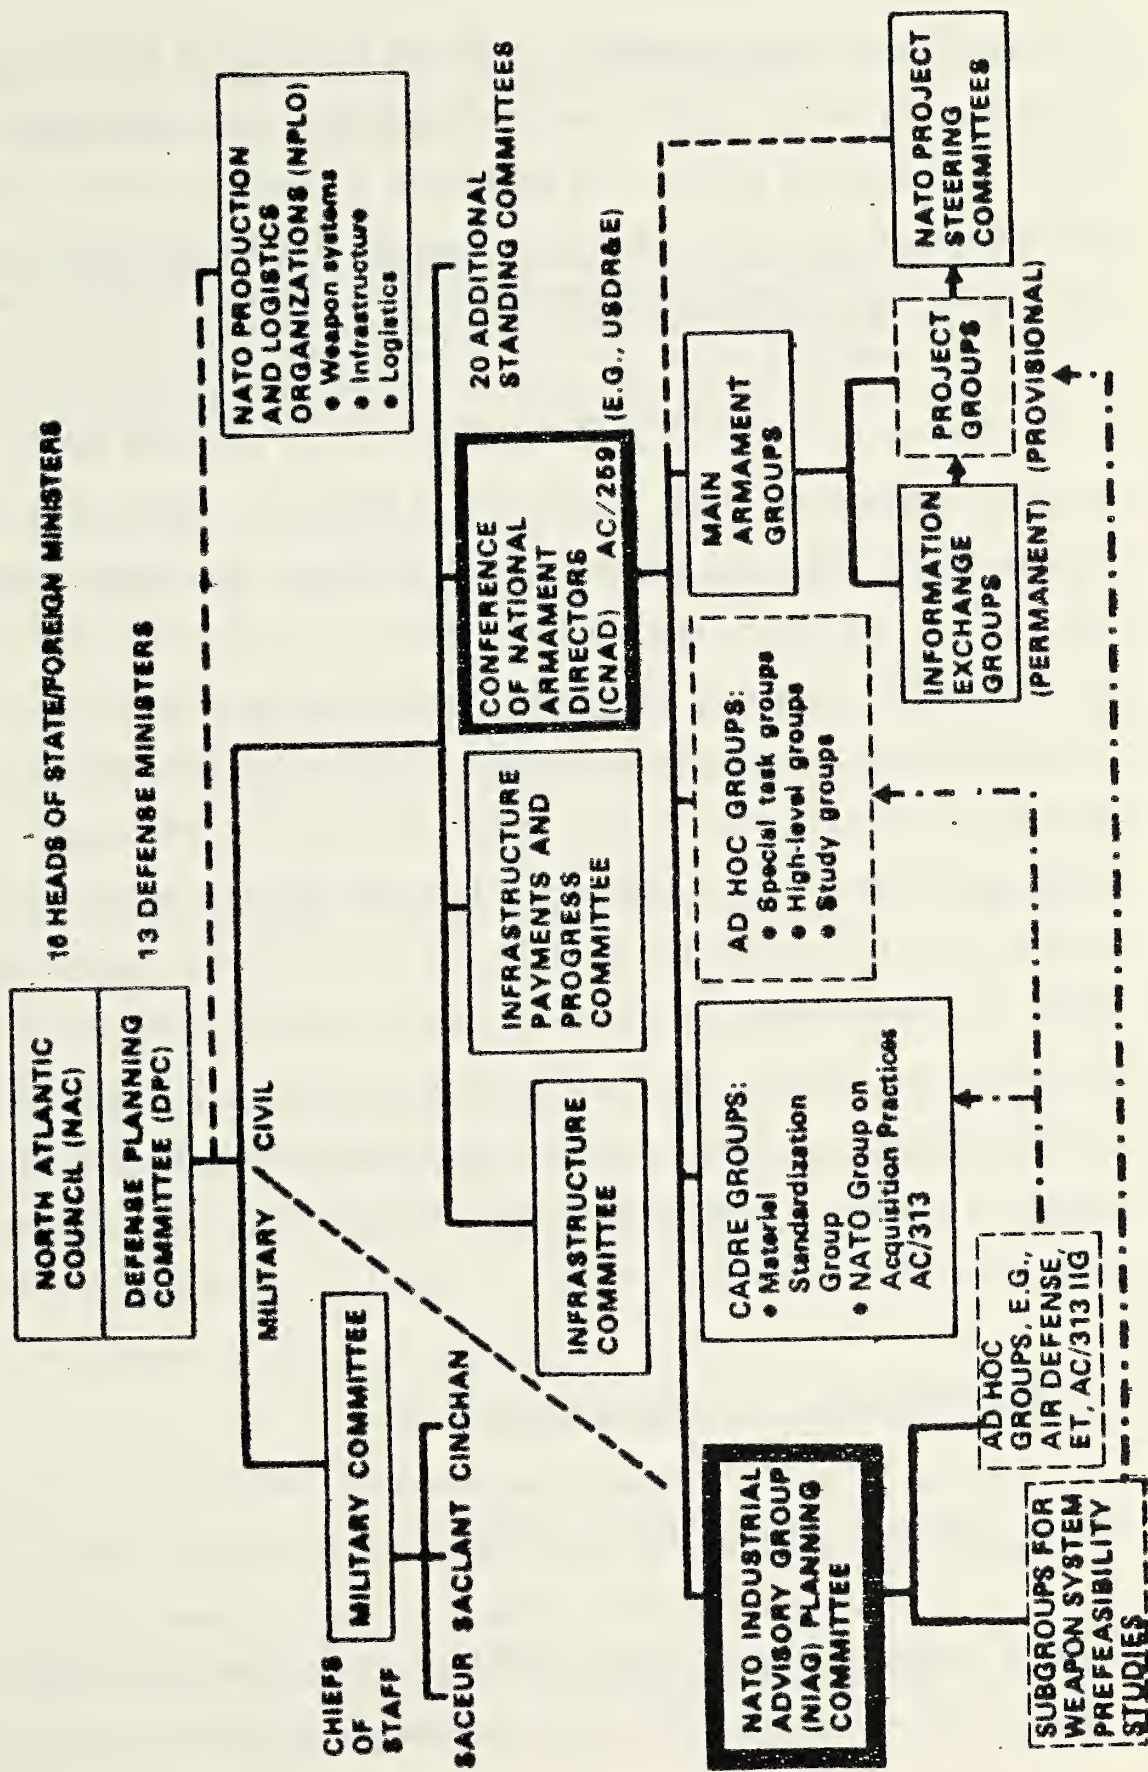 NORTH ATLANTIC
COUNCIL (NAC)
16 HEADS OF STATE/FOREIGN MINISTERS
DEFENSE PLANNING
COMMITTEE (DPC)
13 DEFENSE MINISTERS
MILITARY
CIVIL
NATO PRODUCTION
AND LOGISTICS
ORGANIZATIONS (NPLO)
• Weapon systems
• Infrastructure
• Logistics
CHIEFS
OF
STAFF
MILITARY COMMITTEE
SACEUR SACLANT CINCHAN
INFRASTRUCTURE
COMMITTEE
INFRASTRUCTURE
PAYMENTS AND
PROGRESS
COMMITTEE
CONFERENCE
OF NATIONAL
ARMAMENT
DIRECTORS
(CNAD) AC/259
(E.G., USDR&E)
20 ADDITIONAL
STANDING COMMITTEES
NATO INDUSTRIAL
ADVISORY GROUP
(NIAG) PLANNING
COMMITTEE
CADRE GROUPS:
• Materiel
Standardization
Group
• NATO Group on
Acquisition Practices
AC/313
AD HOC GROUPS:
• Special task groups
• High-level groups
• Study groups
MAIN
ARMAMENT
GROUPS
NATO PROJECT
STEERING
COMMITTEES
INFORMATION
EXCHANGE
GROUPS
(PERMANENT)
PROJECT
GROUPS
(PROVISIONAL)
SUBGROUPS FOR
WEAPON SYSTEM
PREFEASIBILITY
STUDIES
AD HOC
GROUPS, E.G.,
AIR DEFENSE,
ET, AC/313 IIG